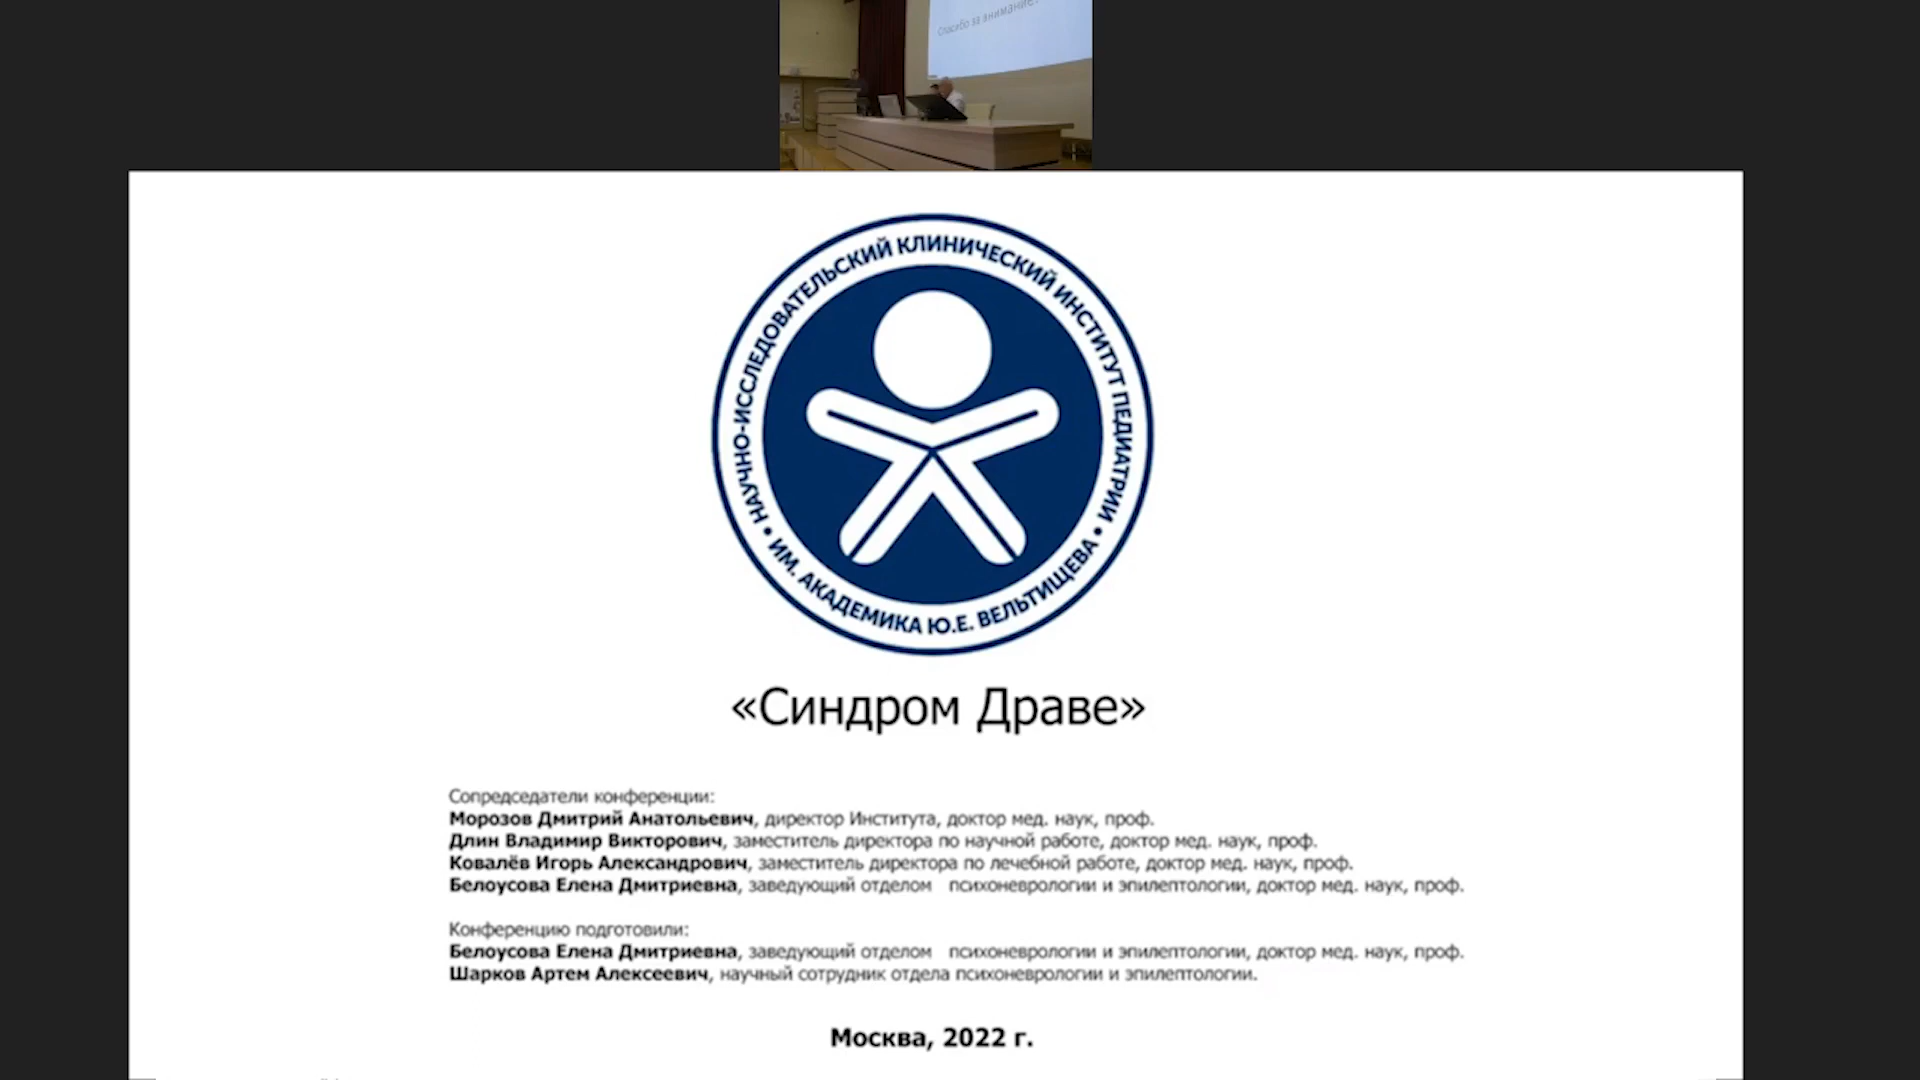 Спасибо за внимание!
НАУЧНО-ИССЛЕДОВАТЕЛЬСКИЙ КЛИНИЧЕСКИЙ ИНСТИТУТ ПЕДИАТРИИ
• ИМ. АКАДЕМИКА Ю.Е. ВЕЛЬТИЩЕВА •
«Синдром Драве»
Сопредседатели конференции:
Морозов Дмитрий Анатольевич, директор Института, доктор мед. наук, проф.
Длин Владимир Викторович, заместитель директора по научной работе, доктор мед. наук, проф.
Ковалёв Игорь Александрович, заместитель директора по лечебной работе, доктор мед. наук, проф.
Белоусова Елена Дмитриевна, заведующий отделом психоневрологии и эпилептологии, доктор мед. наук, проф.
Конференцию подготовили:
Белоусова Елена Дмитриевна, заведующий отделом психоневрологии и эпилептологии, доктор мед. наук, проф.
Шарков Артем Алексеевич, научный сотрудник отдела психоневрологии и эпилептологии.
Москва, 2022 г.